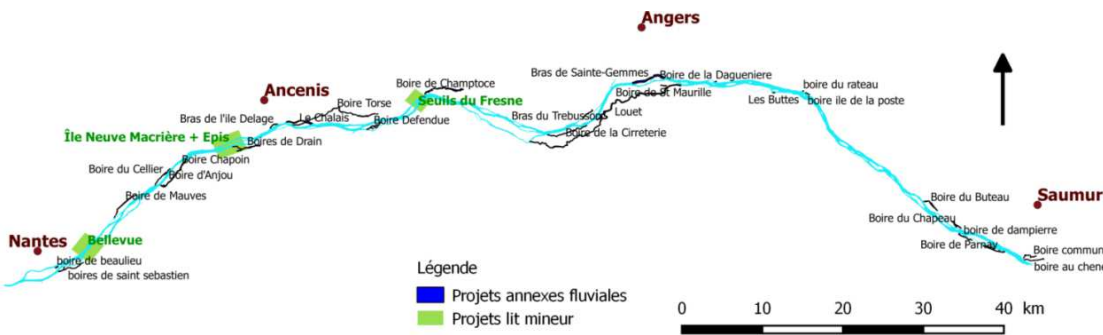 Angers
Boire de Champtoce
Bras de Sainte-Gemmes
Boire de la Dagueniere
boire du rateau
Ancenis
Seuils du Fresne
Boire de St Maurille
Les Buttes
boire ile de la poste
Boire Torse
Bras de l'ile Delage
Le Chalais
Boire Defendue
Bras du Trebusson
Louet
Île Neuve Macrière + Epis
Boires de Drain
Boire de la Cirreterie
Boire Chapoin
Boire du Cellier
Boire d'Anjou
Boire de Mauves
Boire du Buteau
Saumur
Boire du Chapeau
boire de dampierre
Nantes
Bellevue
Boire de Parnay
Boire commun
boire de beaulieu
boire au chene
boires de saint sebastien
Légende
Projets annexes fluviales
Projets lit mineur
0 10 20 30 40 km